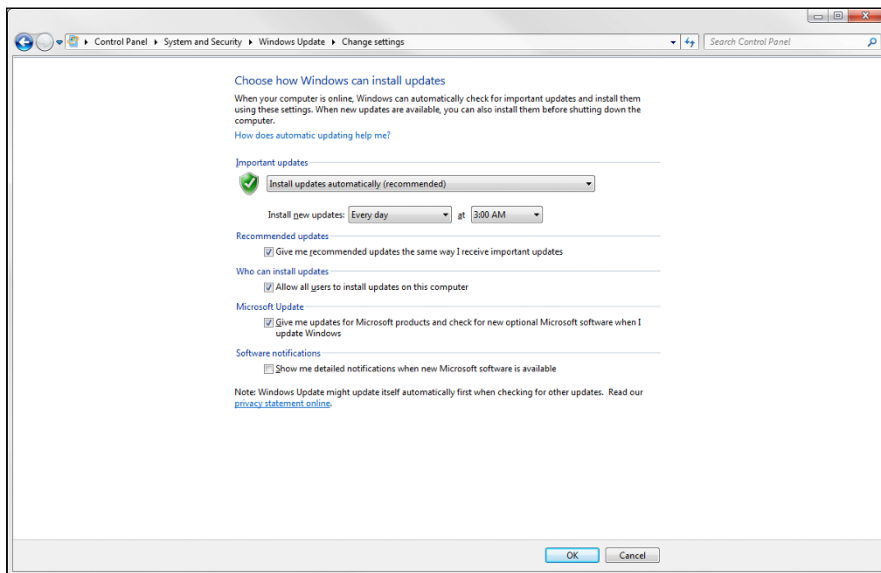 Control Panel ▸ System and Security ▸ Windows Update ▸ Change settings
Search Control Panel
Choose how Windows can install updates
When your computer is online, Windows can automatically check for important updates and install them
using these settings. When new updates are available, you can also install them before shutting down the
computer.
How does automatic updating help me?
Important updates
Install updates automatically (recommended)
Install new updates: Every day at 3:00 AM
Recommended updates
Give me recommended updates the same way I receive important updates
Who can install updates
Allow all users to install updates on this computer
Microsoft Update
Give me updates for Microsoft products and check for new optional Microsoft software when I
update Windows
Software notifications
Show me detailed notifications when new Microsoft software is available
Note: Windows Update might update itself automatically first when checking for other updates. Read our
privacy statement online.
OK Cancel